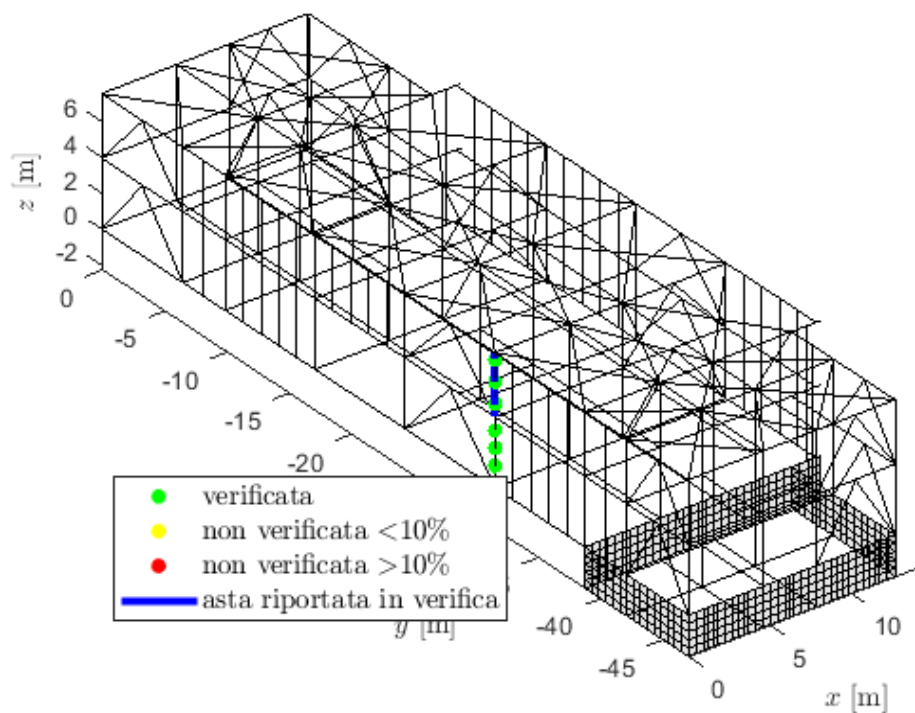 6
4
2
0
-2
z [m]
0
-5
-10
-15
-20
-40
-45
y [m]
0
5
10
x [m]
verificata
non verificata <10%
non verificata >10%
asta riportata in verifica